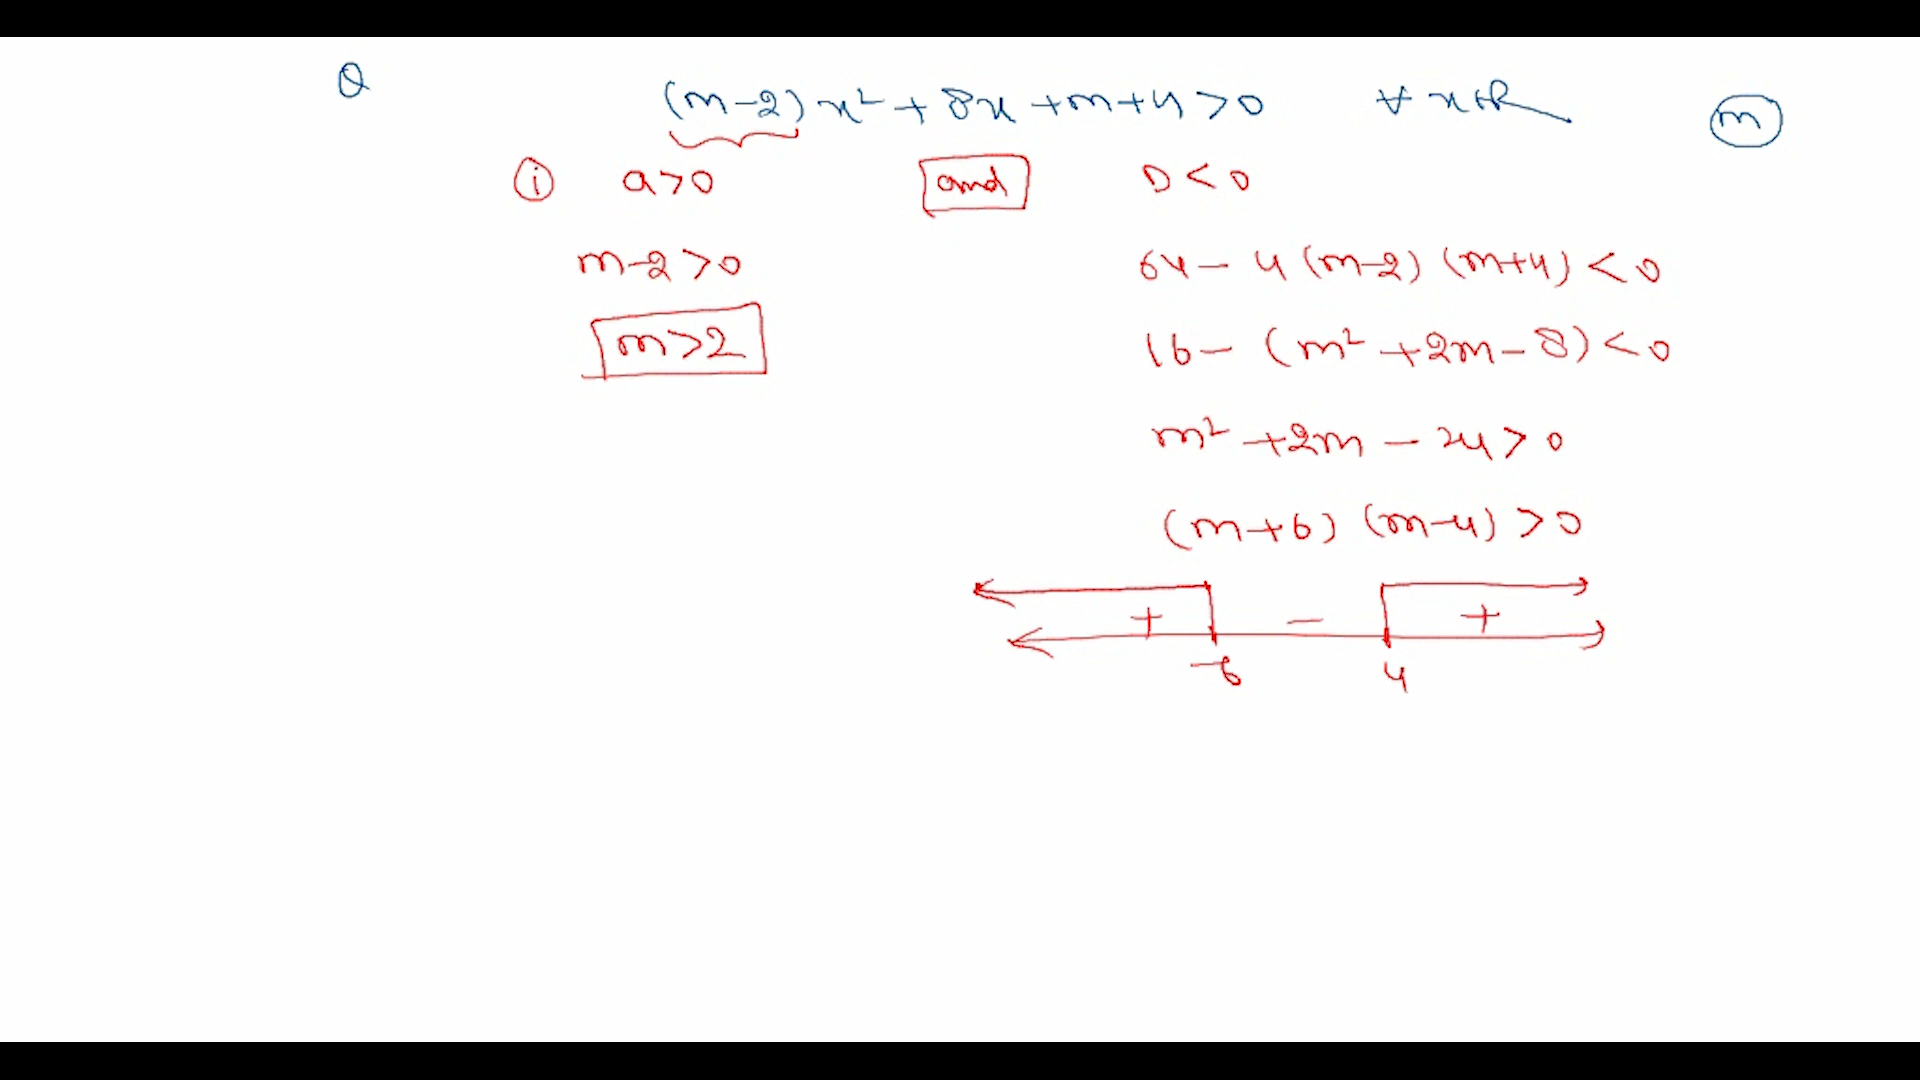 Q (m-2)x² + 8x + m + 4 > 0 ∀ x∈R m
i a > 0 and D < 0
m-2 > 0 64 - 4 (m-2) (m+4) < 0
m > 2 16 - (m² + 2m - 8) < 0
m² + 2m - 24 > 0
(m+6) (m-4) > 0
+ - +
-6 4